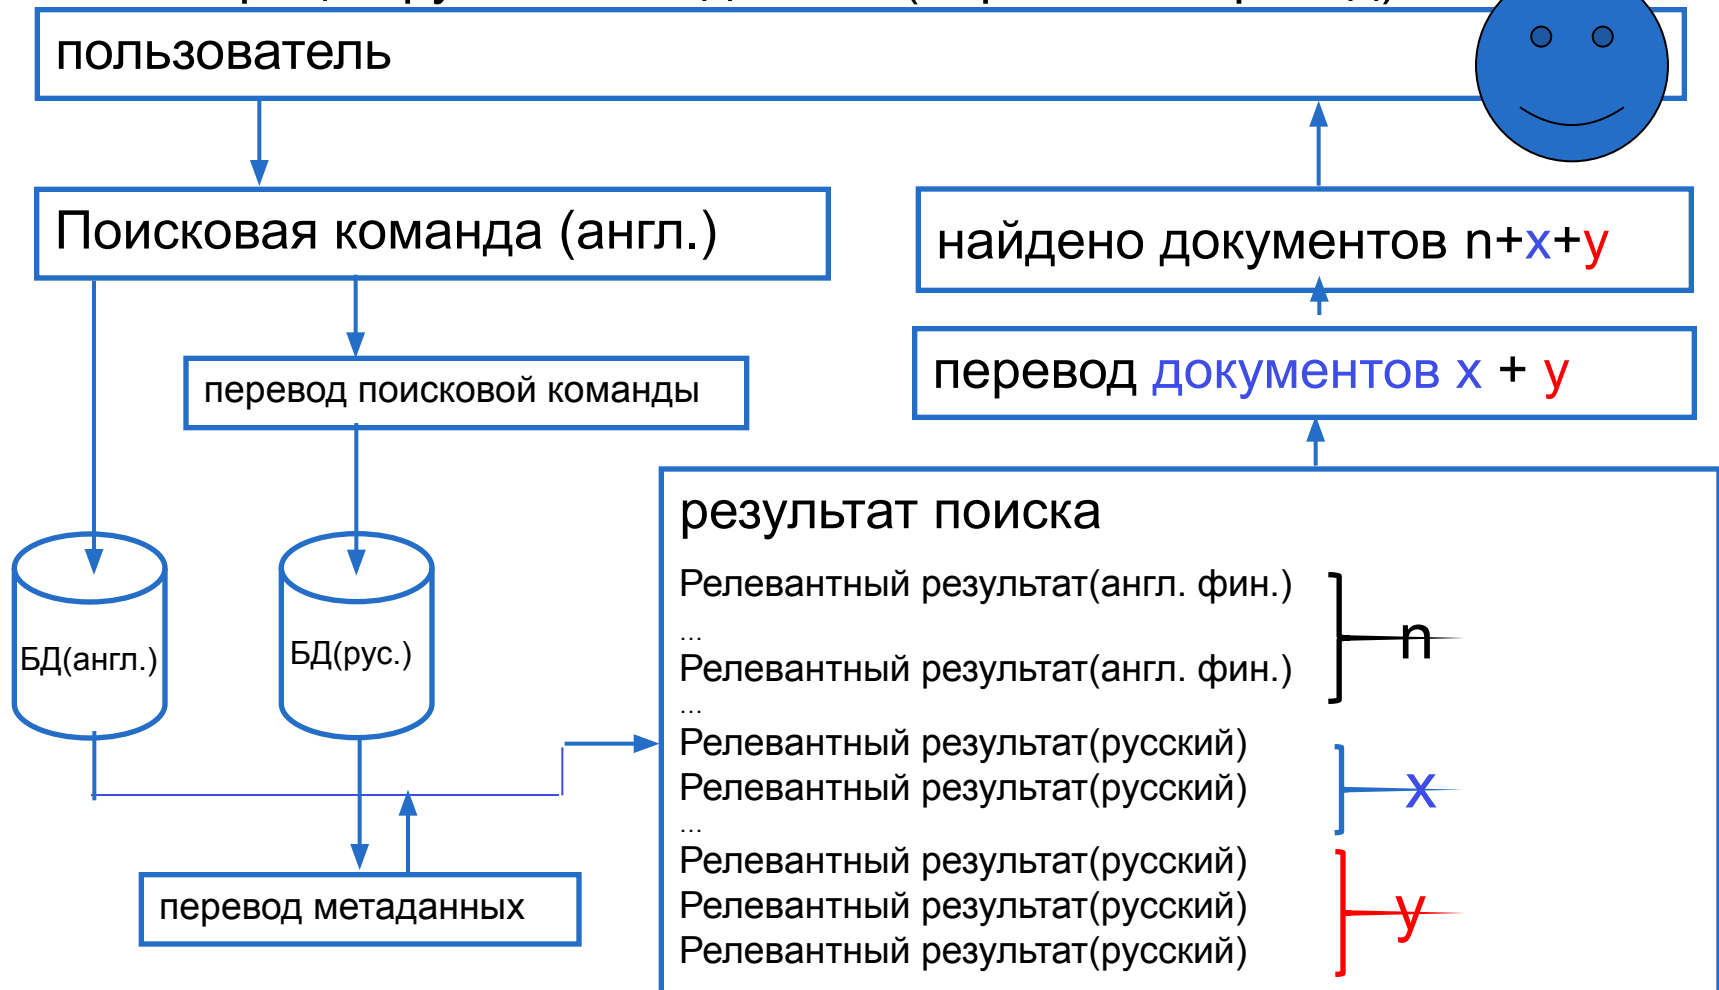 пользователь
Поисковая команда (англ.)
найдено документов n+x+y
перевод документов x + y
перевод поисковой команды
БД(англ.)
БД(рус.)
перевод метаданных
результат поиска
Релевантный результат(англ. фин.)
...
Релевантный результат(англ. фин.)
...
n
Релевантный результат(русский)
Релевантный результат(русский)
...
x
Релевантный результат(русский)
Релевантный результат(русский)
Релевантный результат(русский)
y